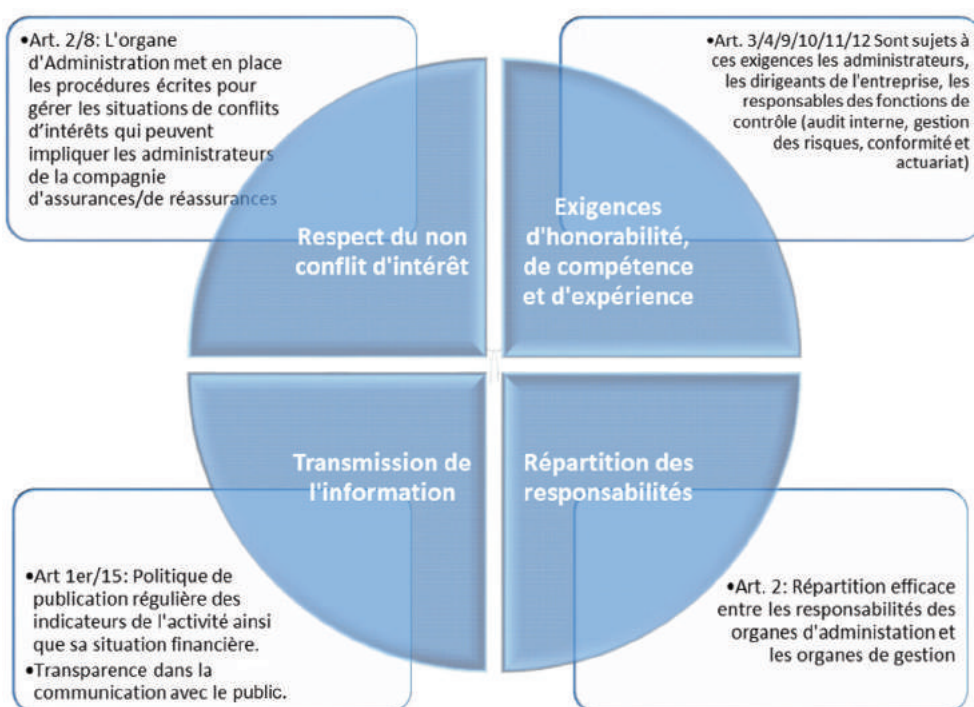 •Art. 2/8: L'organe
d'Administration met en place
les procédures écrites pour
gérer les situations de conflits
d'intérêts qui peuvent
impliquer les administrateurs
de la compagnie
d'assurances/de réassurances
•Art. 3/4/9/10/11/12 Sont sujets à
ces exigences les administrateurs,
les dirigeants de l'entreprise, les
responsables des fonctions de
contrôle (audit interne, gestion
des risques, conformité et
actuariat)
Respect du non
conflit d'intérêt
Exigences
d'honorabilité,
de compétence
et d'expérience
Transmission de
l'information
Répartition des
responsabilités
•Art 1er/15: Politique de
publication régulière des
indicateurs de l'activité ainsi
que sa situation financière.
•Transparence dans la
communication avec le public.
•Art. 2: Répartition efficace
entre les responsabilités des
organes d'administation et
les organes de gestion